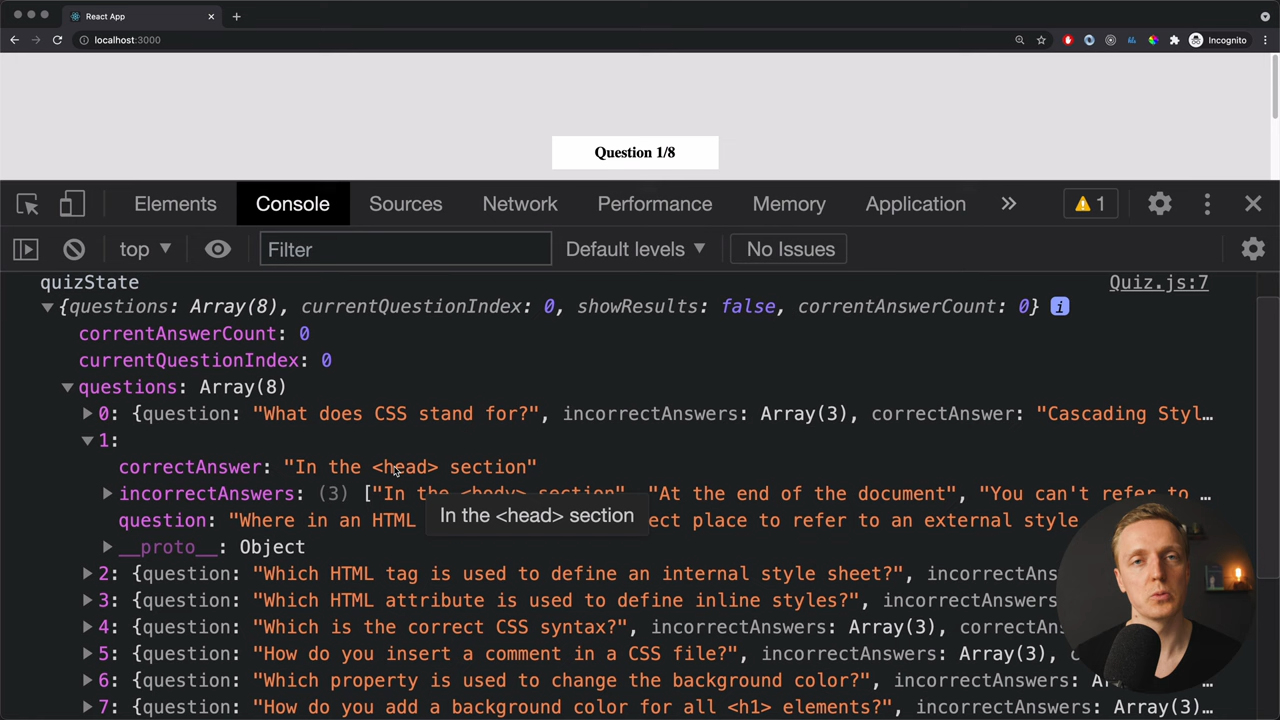 React App
localhost:3000
Incognito
Question 1/8
Elements Console Sources Network Performance Memory Application 1
top Filter Default levels No Issues
quizState Quiz.js:7
{questions: Array(8), currentQuestionIndex: 0, showResults: false, correntAnswerCount: 0} i
correntAnswerCount: 0
currentQuestionIndex: 0
questions: Array(8)
0: {question: "What does CSS stand for?", incorrectAnswers: Array(3), correctAnswer: "Cascading Styl…
1:
correctAnswer: "In the <head> section"
incorrectAnswers: (3) ["In the <body> section", "At the end of the document", "You can't refer to …
question: "Where in an HTML ect place to refer to an external style
In the <head> section
__proto__: Object
2: {question: "Which HTML tag is used to define an internal style sheet?", incorrectAns
3: {question: "Which HTML attribute is used to define inline styles?", incorrectAnswers
4: {question: "Which is the correct CSS syntax?", incorrectAnswers: Array(3), correctA
5: {question: "How do you insert a comment in a CSS file?", incorrectAnswers: Array(3), c
6: {question: "Which property is used to change the background color?", incorrectAnswers: Ar
7: {question: "How do you add a background color for all <h1> elements?", incorrectAnswers: Array(3)…